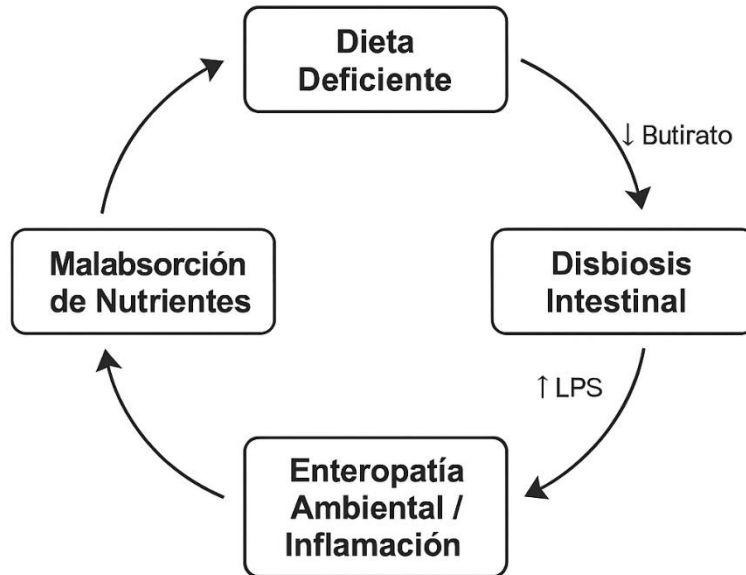 Dieta
Deficiente
↓ Butirato
Disbiosis
Intestinal
↑ LPS
Enteropatía
Ambiental /
Inflamación
Malabsorción
de Nutrientes